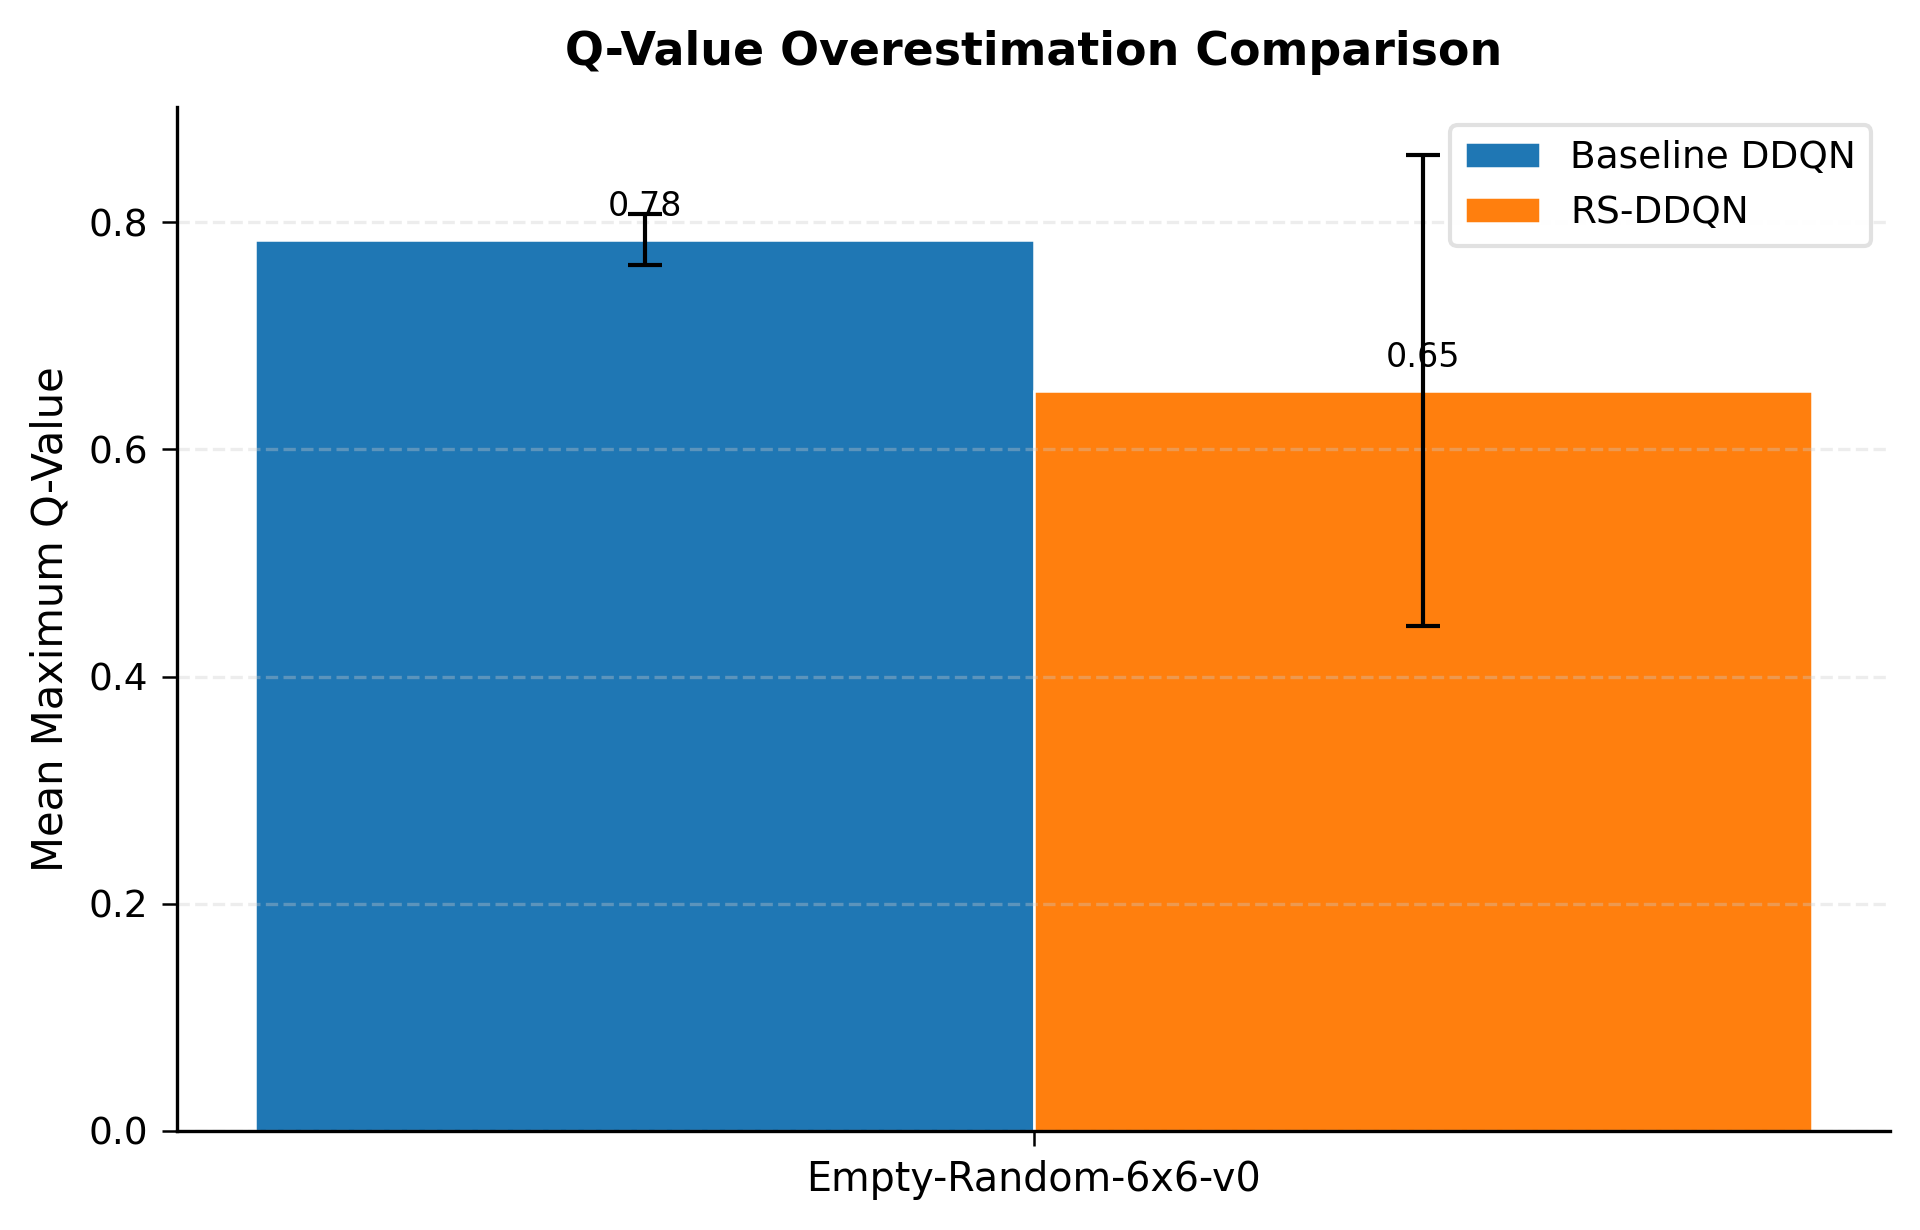 Q-Value Overestimation Comparison
Baseline DDQN
RS-DDQN
Mean Maximum Q-Value
0.8
0.6
0.4
0.2
0.0
0.78
0.65
Empty-Random-6x6-v0